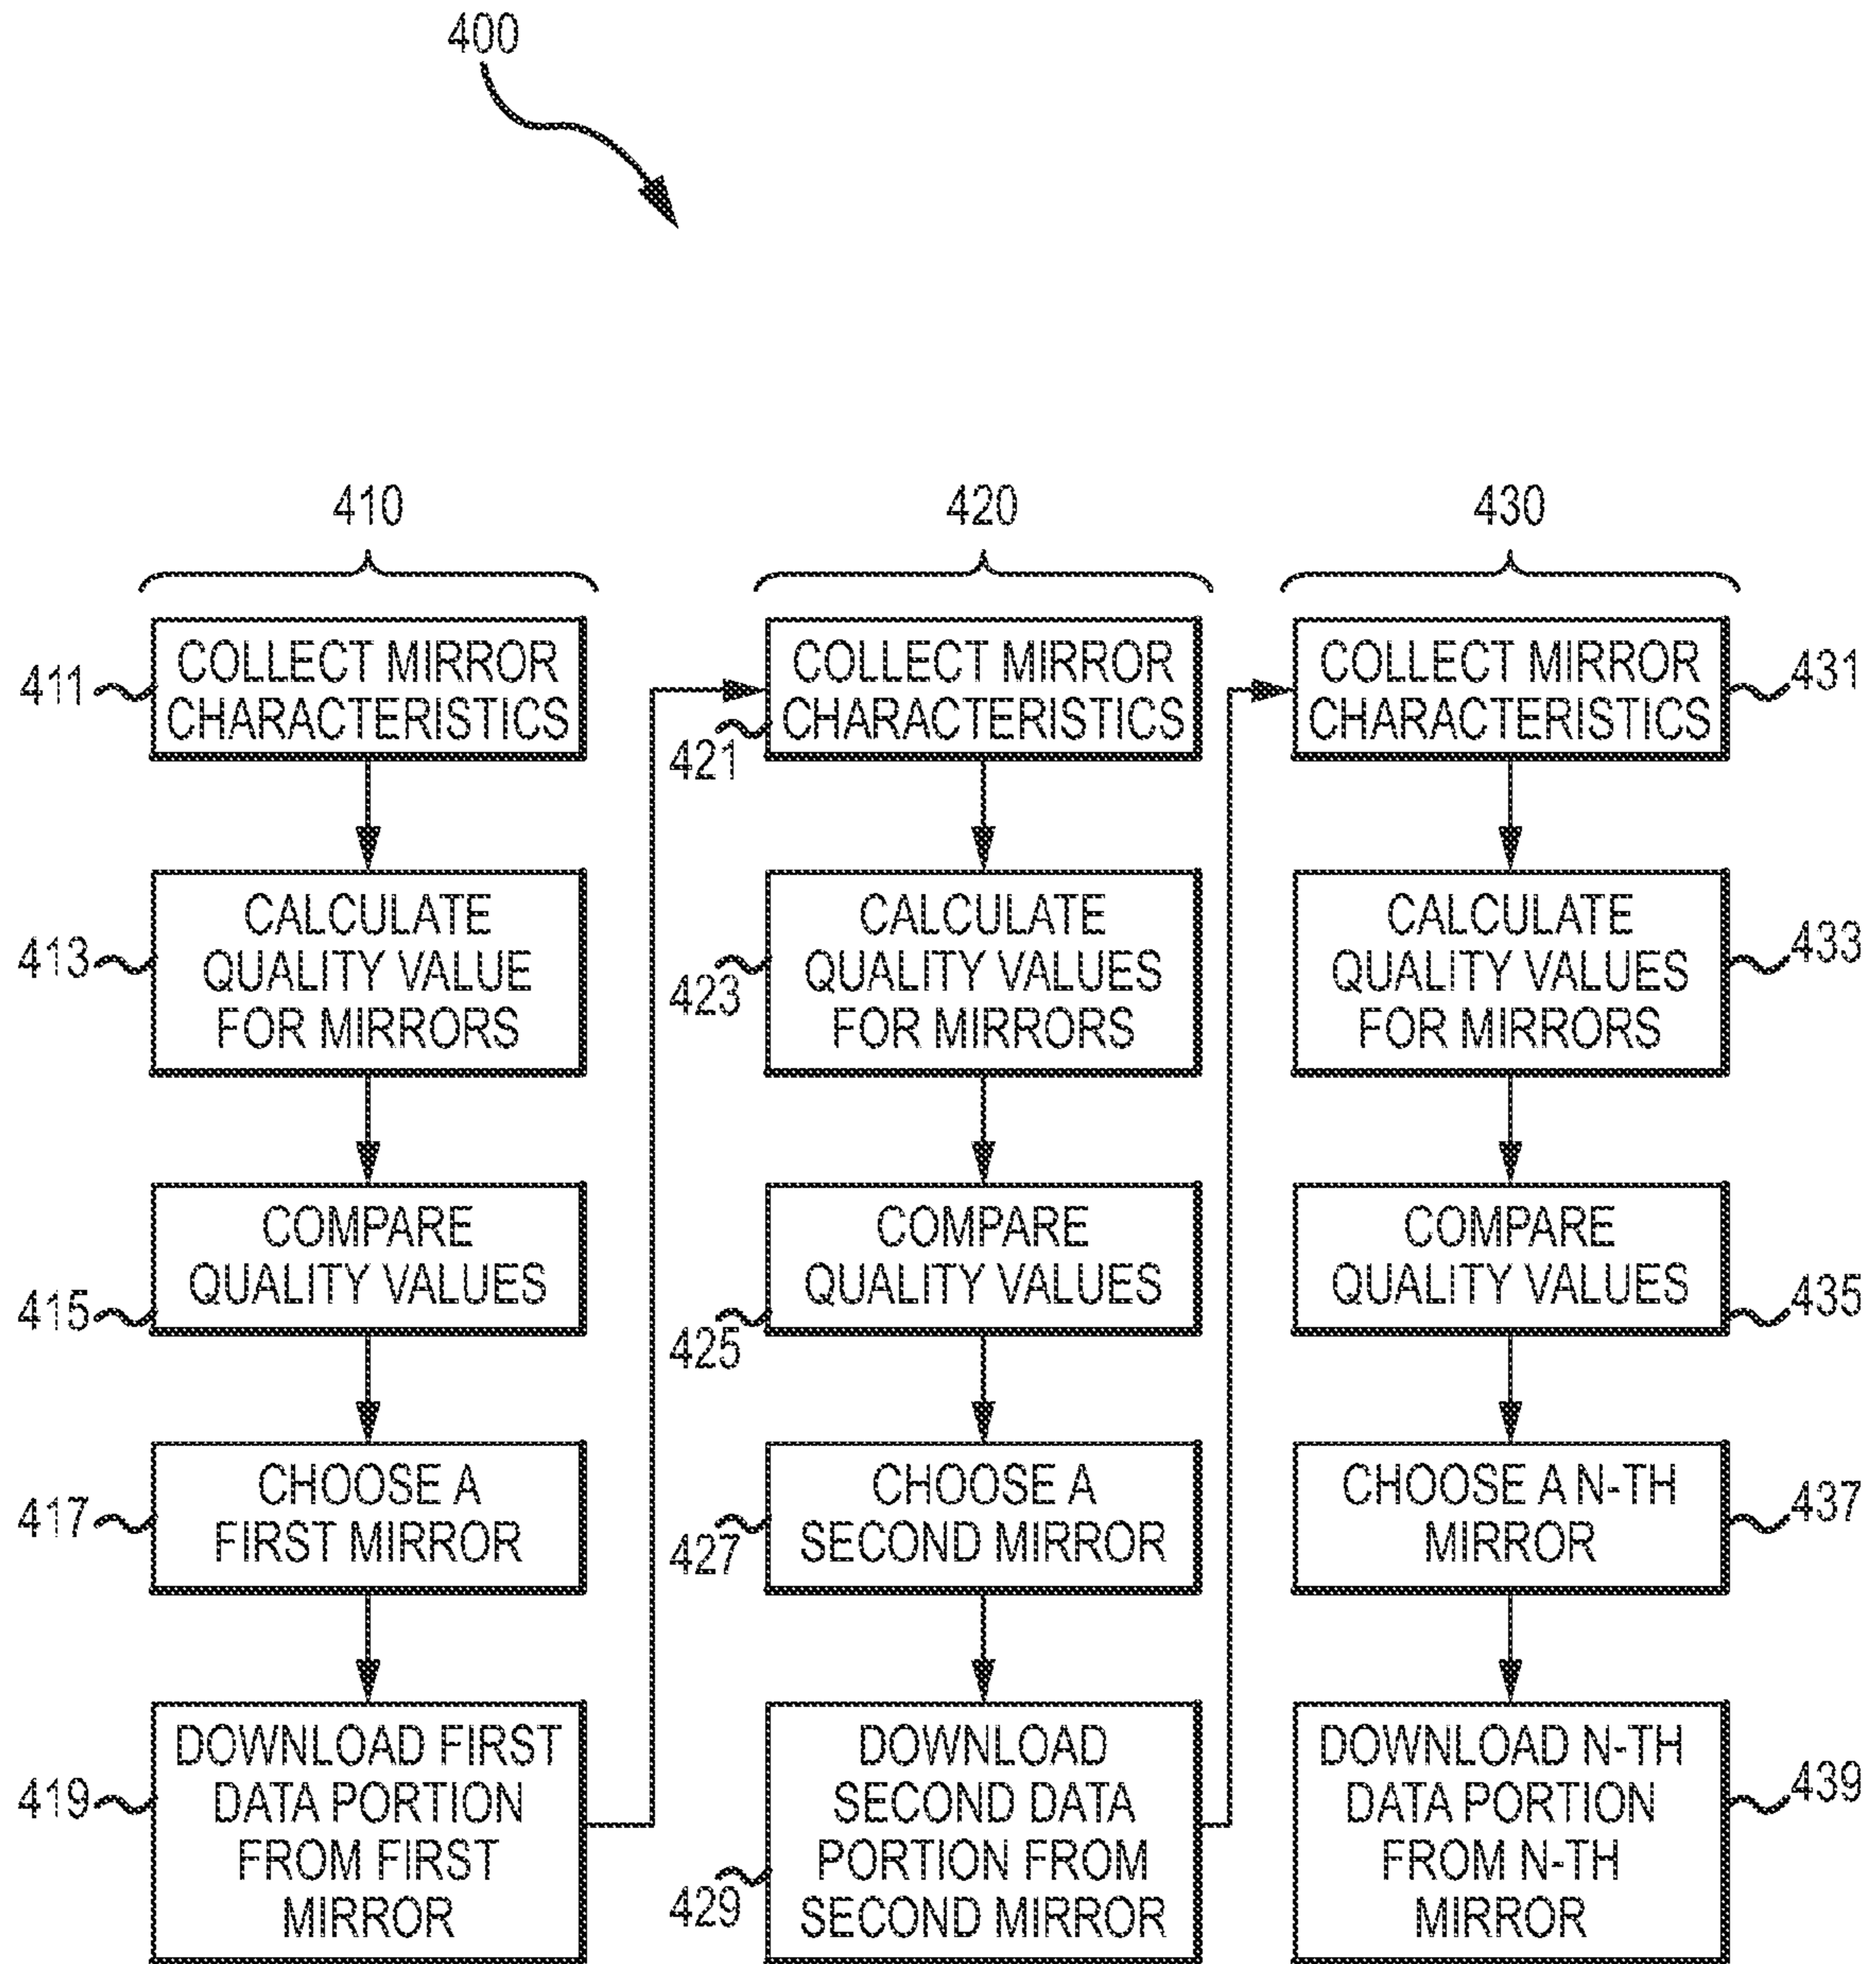 400
410
411
COLLECT MIRROR
CHARACTERISTICS
413
CALCULATE
QUALITY VALUE
FOR MIRRORS
415
COMPARE
QUALITY VALUES
417
CHOOSE A
FIRST MIRROR
419
DOWNLOAD FIRST
DATA PORTION
FROM FIRST
MIRROR
420
COLLECT MIRROR
CHARACTERISTICS
421
CALCULATE
QUALITY VALUES
FOR MIRRORS
423
COMPARE
QUALITY VALUES
425
CHOOSE A
SECOND MIRROR
427
DOWNLOAD
SECOND DATA
PORTION FROM
SECOND MIRROR
429
430
COLLECT MIRROR
CHARACTERISTICS
431
CALCULATE
QUALITY VALUES
FOR MIRRORS
433
COMPARE
QUALITY VALUES
435
CHOOSE A N-TH
MIRROR
437
DOWNLOAD N-TH
DATA PORTION
FROM N-TH
MIRROR
439